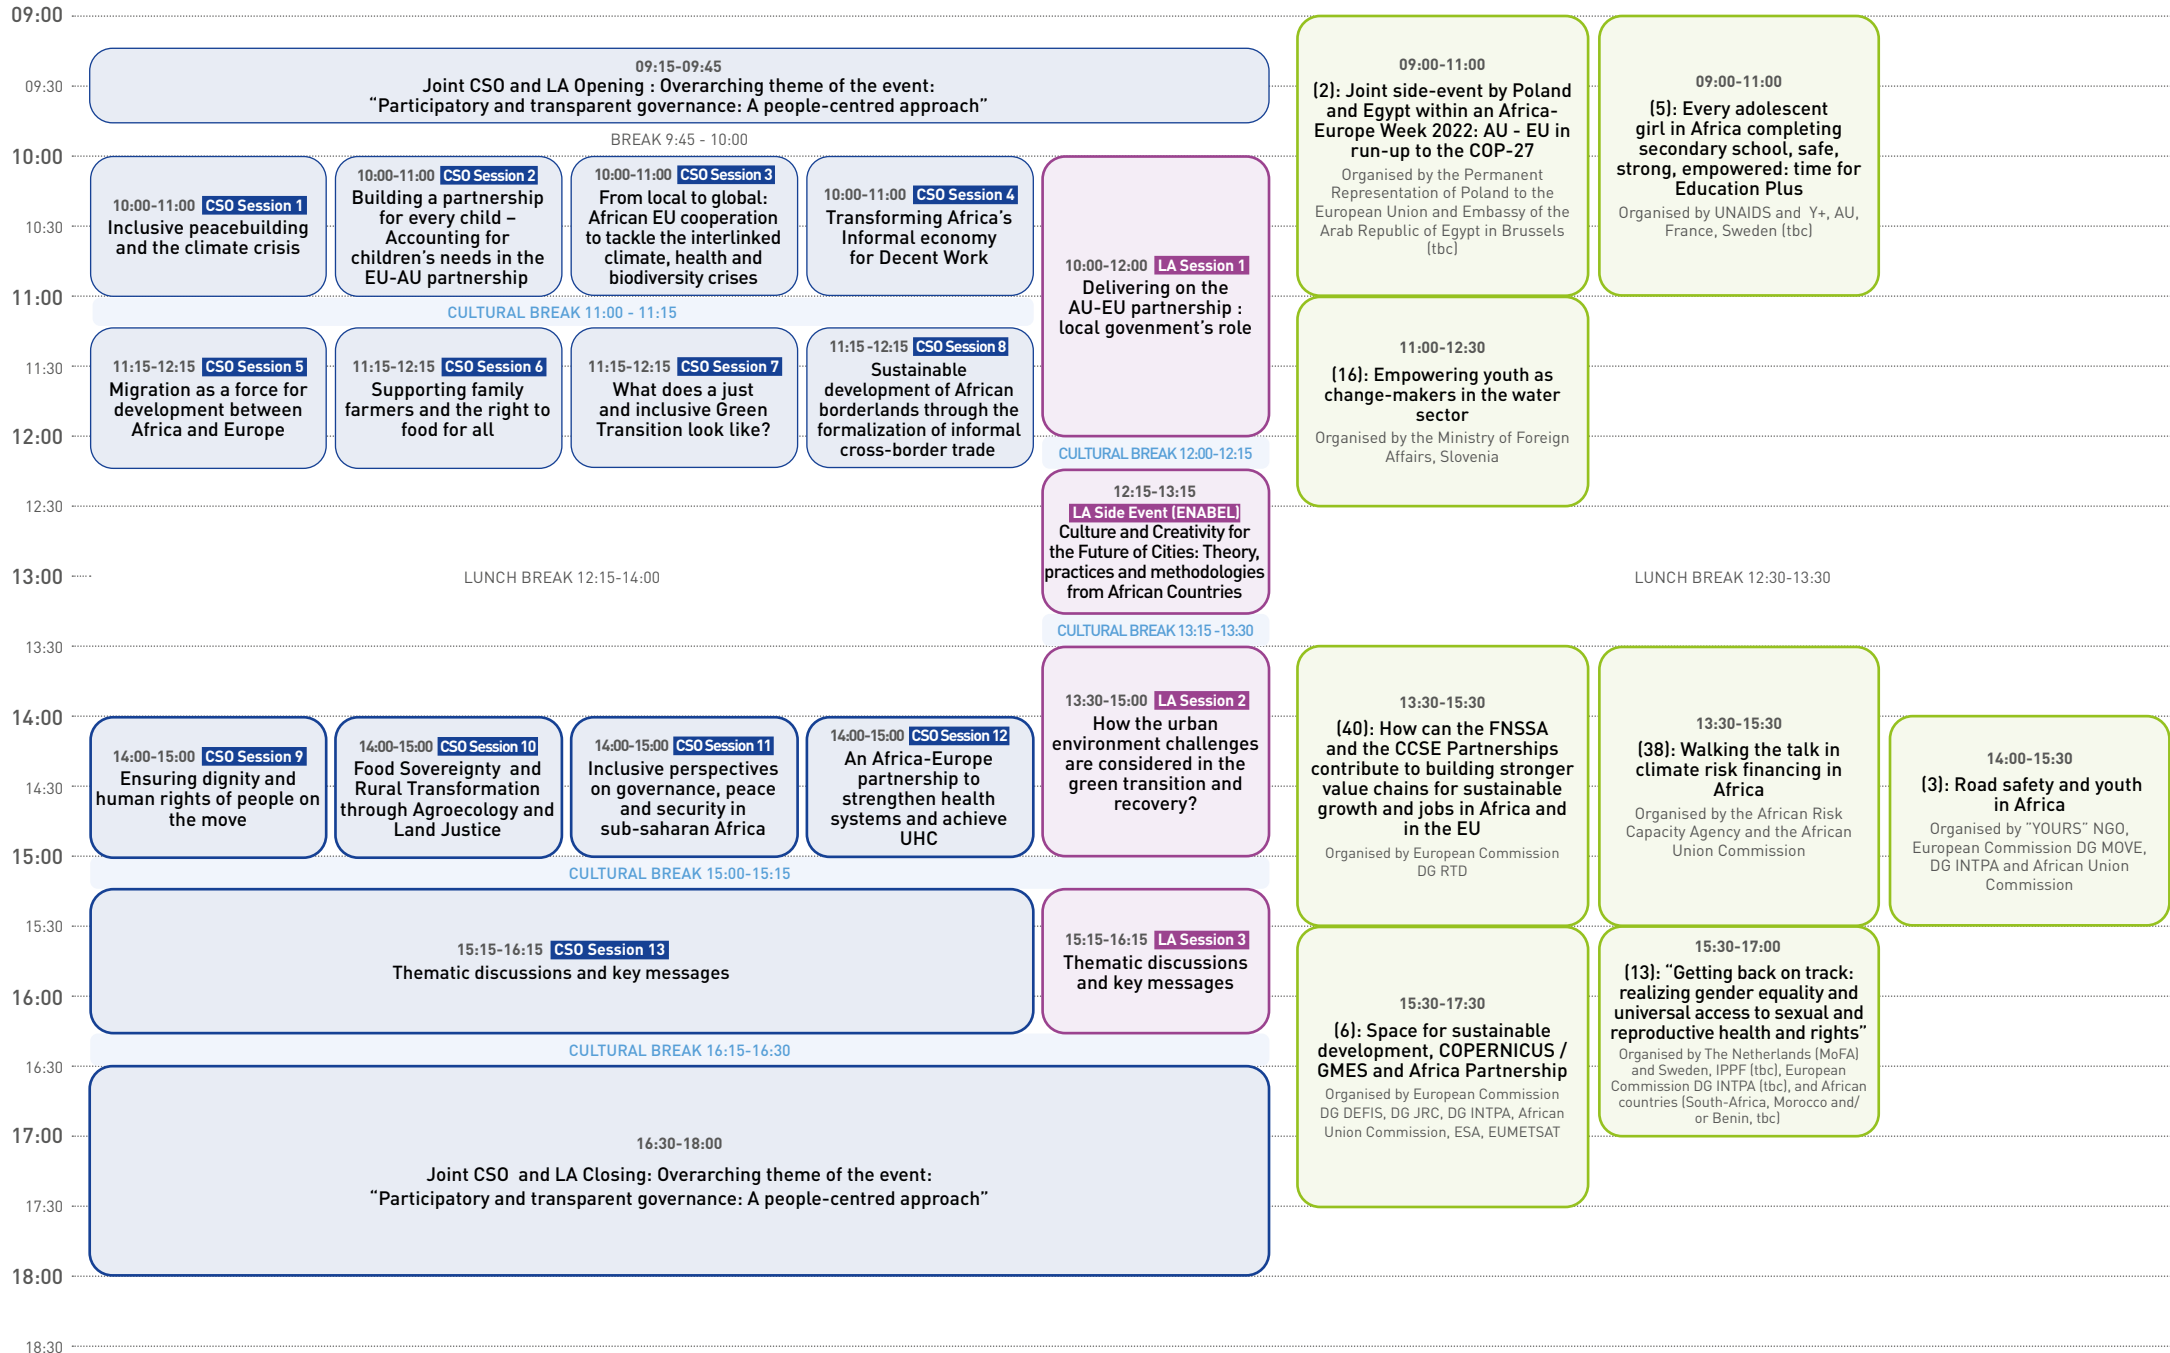 09:00
09:30
10:00
10:30
11:00
11:30
12:00
12:30
13:00
13:30
14:00
14:30
15:00
15:30
16:00
16:30
17:00
17:30
18:00
18:30
09:15-09:45
Joint CSO and LA Opening : Overarching theme of the event:
“Participatory and transparent governance: A people-centred approach”
BREAK 9:45 - 10:00
10:00-11:00 CSO Session 1
Inclusive peacebuilding
and the climate crisis
10:00-11:00 CSO Session 2
Building a partnership
for every child –
Accounting for
children’s needs in the
EU-AU partnership
10:00-11:00 CSO Session 3
From local to global:
African EU cooperation
to tackle the interlinked
climate, health and
biodiversity crises
10:00-11:00 CSO Session 4
Transforming Africa’s
Informal economy
for Decent Work
CULTURAL BREAK 11:00 - 11:15
11:15-12:15 CSO Session 5
Migration as a force for
development between
Africa and Europe
11:15-12:15 CSO Session 6
Supporting family
farmers and the right to
food for all
11:15-12:15 CSO Session 7
What does a just
and inclusive Green
Transition look like?
11:15 -12:15 CSO Session 8
Sustainable
development of African
borderlands through the
formalization of informal
cross-border trade
LUNCH BREAK 12:15-14:00
10:00-12:00 LA Session 1
Delivering on the
AU-EU partnership :
local govenment’s role
CULTURAL BREAK 12:00-12:15
12:15-13:15
LA Side Event (ENABEL)
Culture and Creativity for
the Future of Cities: Theory,
practices and methodologies
from African Countries
CULTURAL BREAK 13:15 -13:30
13:30-15:00 LA Session 2
How the urban
environment challenges
are considered in the
green transition and
recovery?
14:00-15:00 CSO Session 9
Ensuring dignity and
human rights of people on
the move
14:00-15:00 CSO Session 10
Food Sovereignty  and
Rural Transformation
through Agroecology and
Land Justice
14:00-15:00 CSO Session 11
Inclusive perspectives
on governance, peace
and security in
sub-saharan Africa
14:00-15:00 CSO Session 12
An Africa-Europe
partnership to
strengthen health
systems and achieve
UHC
CULTURAL BREAK 15:00-15:15
15:15-16:15 CSO Session 13
Thematic discussions and key messages
15:15-16:15 LA Session 3
Thematic discussions
and key messages
CULTURAL BREAK 16:15-16:30
16:30-18:00
Joint CSO  and LA Closing: Overarching theme of the event:
“Participatory and transparent governance: A people-centred approach”
09:00-11:00
(2): Joint side-event by Poland
and Egypt within an Africa-
Europe Week 2022: AU - EU in
run-up to the COP-27
Organised by the Permanent
Representation of Poland to the
European Union and Embassy of the
Arab Republic of Egypt in Brussels
(tbc)
09:00-11:00
(5): Every adolescent
girl in Africa completing
secondary school, safe,
strong, empowered: time for
Education Plus
Organised by UNAIDS and  Y+, AU,
France, Sweden (tbc)
11:00-12:30
(16): Empowering youth as
change-makers in the water
sector
Organised by the Ministry of Foreign
Affairs, Slovenia
LUNCH BREAK 12:30-13:30
13:30-15:30
(40): How can the FNSSA
and the CCSE Partnerships
contribute to building stronger
value chains for sustainable
growth and jobs in Africa and
in the EU
Organised by European Commission
DG RTD
13:30-15:30
(38): Walking the talk in
climate risk financing in
Africa
Organised by the African Risk
Capacity Agency and the African
Union Commission
14:00-15:30
(3): Road safety and youth
in Africa
Organised by ”YOURS” NGO,
European Commission DG MOVE,
DG INTPA and African Union
Commission
15:30-17:30
(6): Space for sustainable
development, COPERNICUS /
GMES and Africa Partnership
Organised by European Commission
DG DEFIS, DG JRC, DG INTPA, African
Union Commission, ESA, EUMETSAT
15:30-17:00
(13): “Getting back on track:
realizing gender equality and
universal access to sexual and
reproductive health and rights”
Organised by The Netherlands (MoFA)
and Sweden, IPPF (tbc), European
Commission DG INTPA (tbc), and African
countries (South-Africa, Morocco and/
or Benin, tbc)